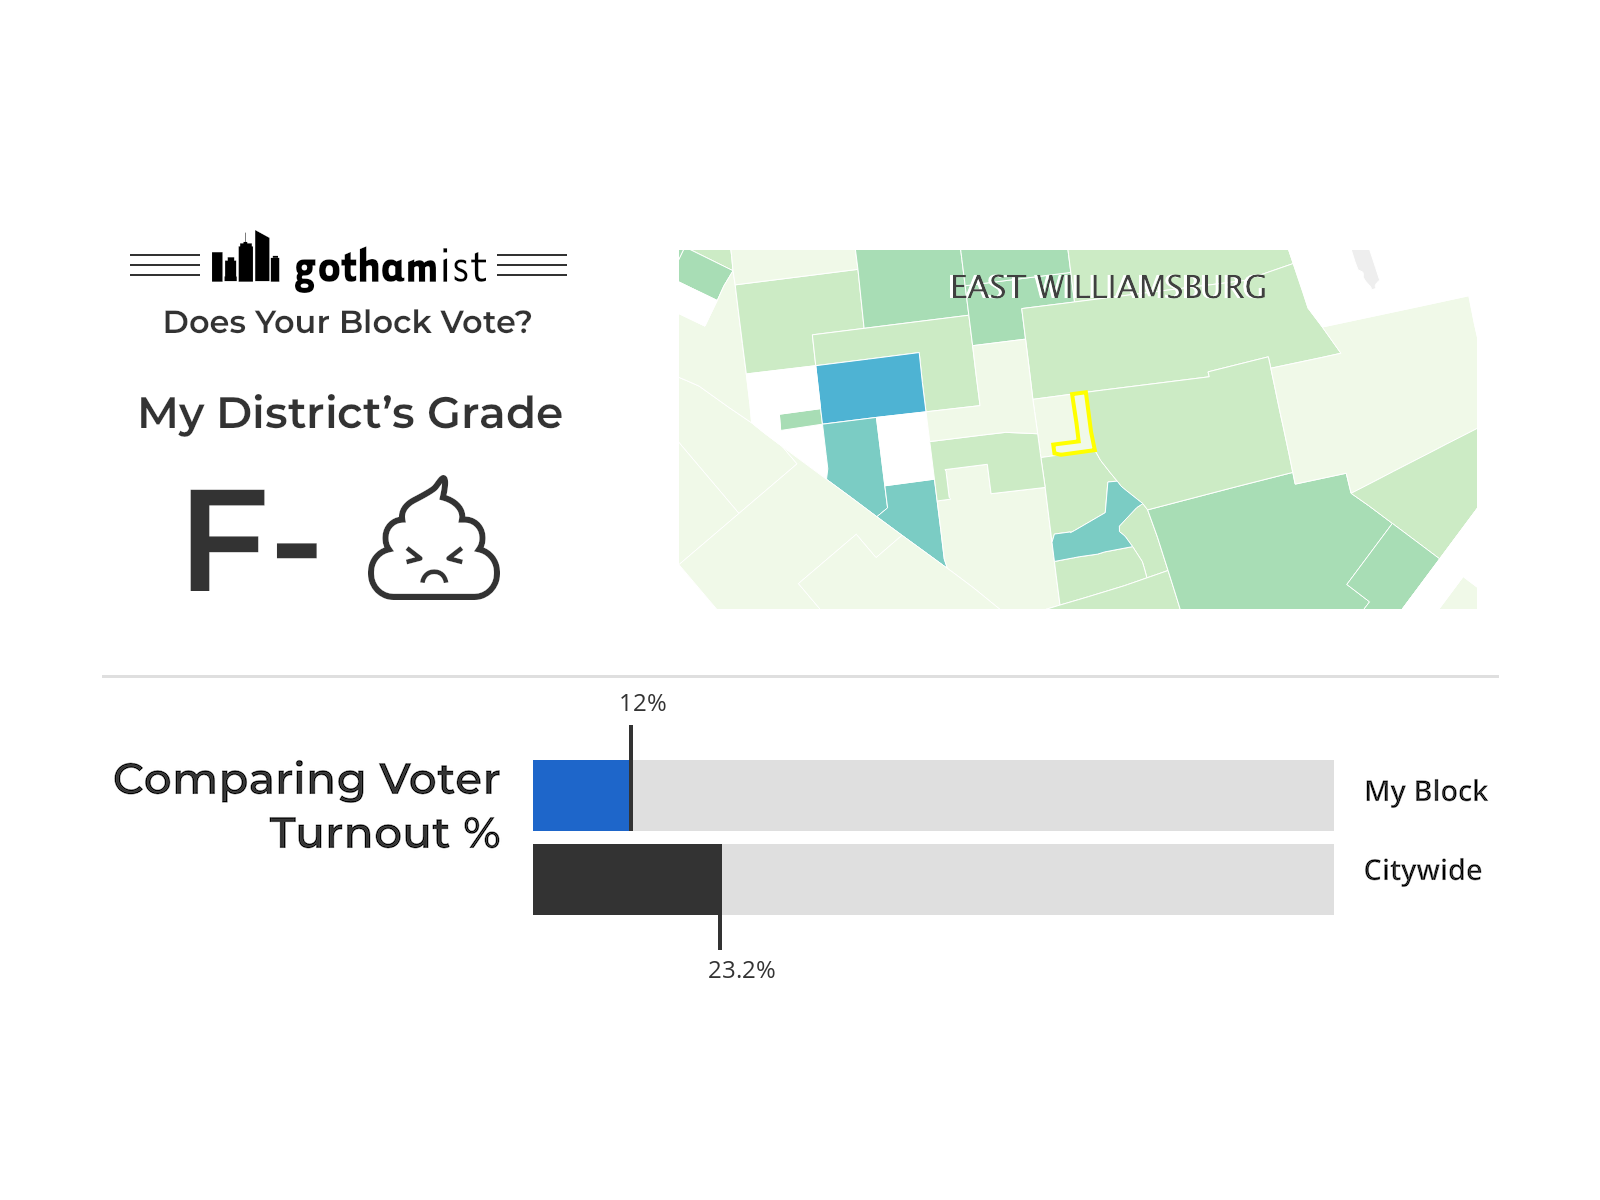 gothamist
Does Your Block Vote?
My District’s Grade
F-
EAST WILLIAMSBURG
12%
Comparing Voter
Turnout %
My Block
Citywide
23.2%